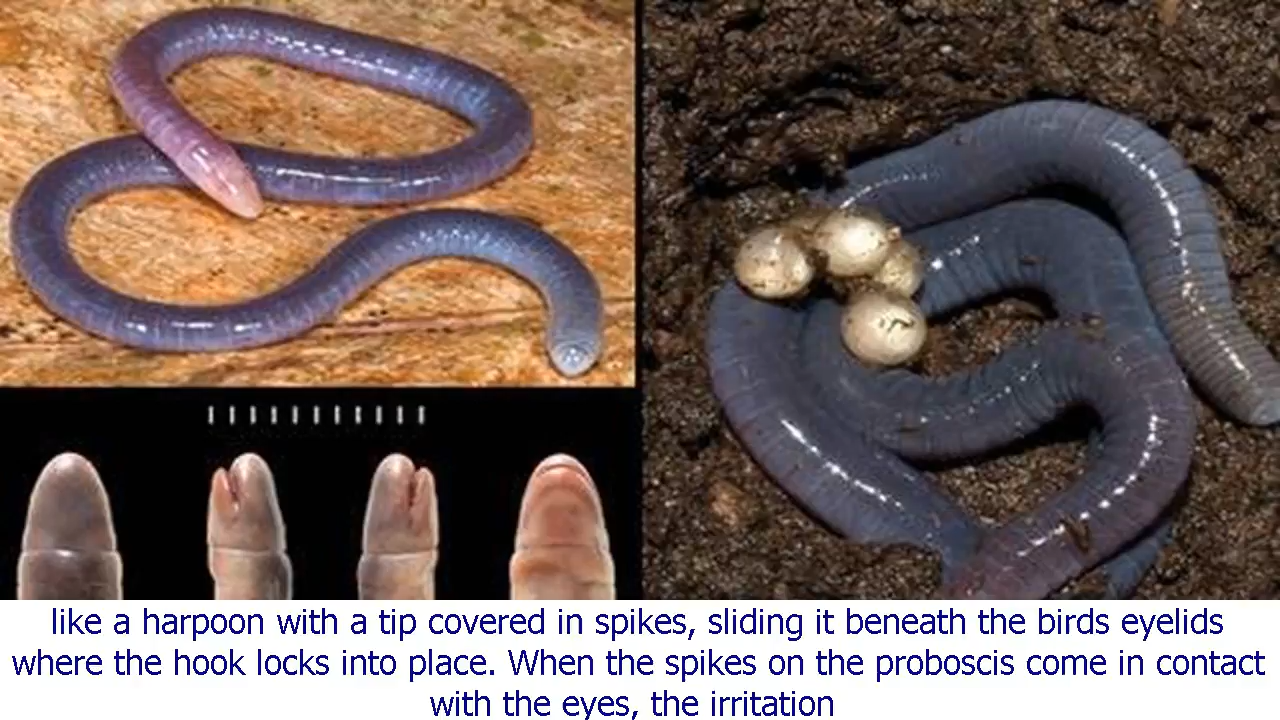 like a harpoon with a tip covered in spikes, sliding it beneath the birds eyelids
where the hook locks into place. When the spikes on the proboscis come in contact
with the eyes, the irritation